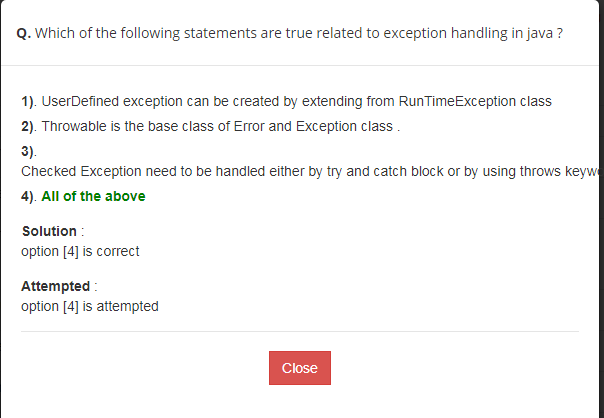 Q. Which of the following statements are true related to exception handling in java ?
1). UserDefined exception can be created by extending from RunTimeException class
2). Throwable is the base class of Error and Exception class .
3).
Checked Exception need to be handled either by try and catch block or by using throws keyw
4). All of the above
Solution :
option [4] is correct
Attempted :
option [4] is attempted
Close